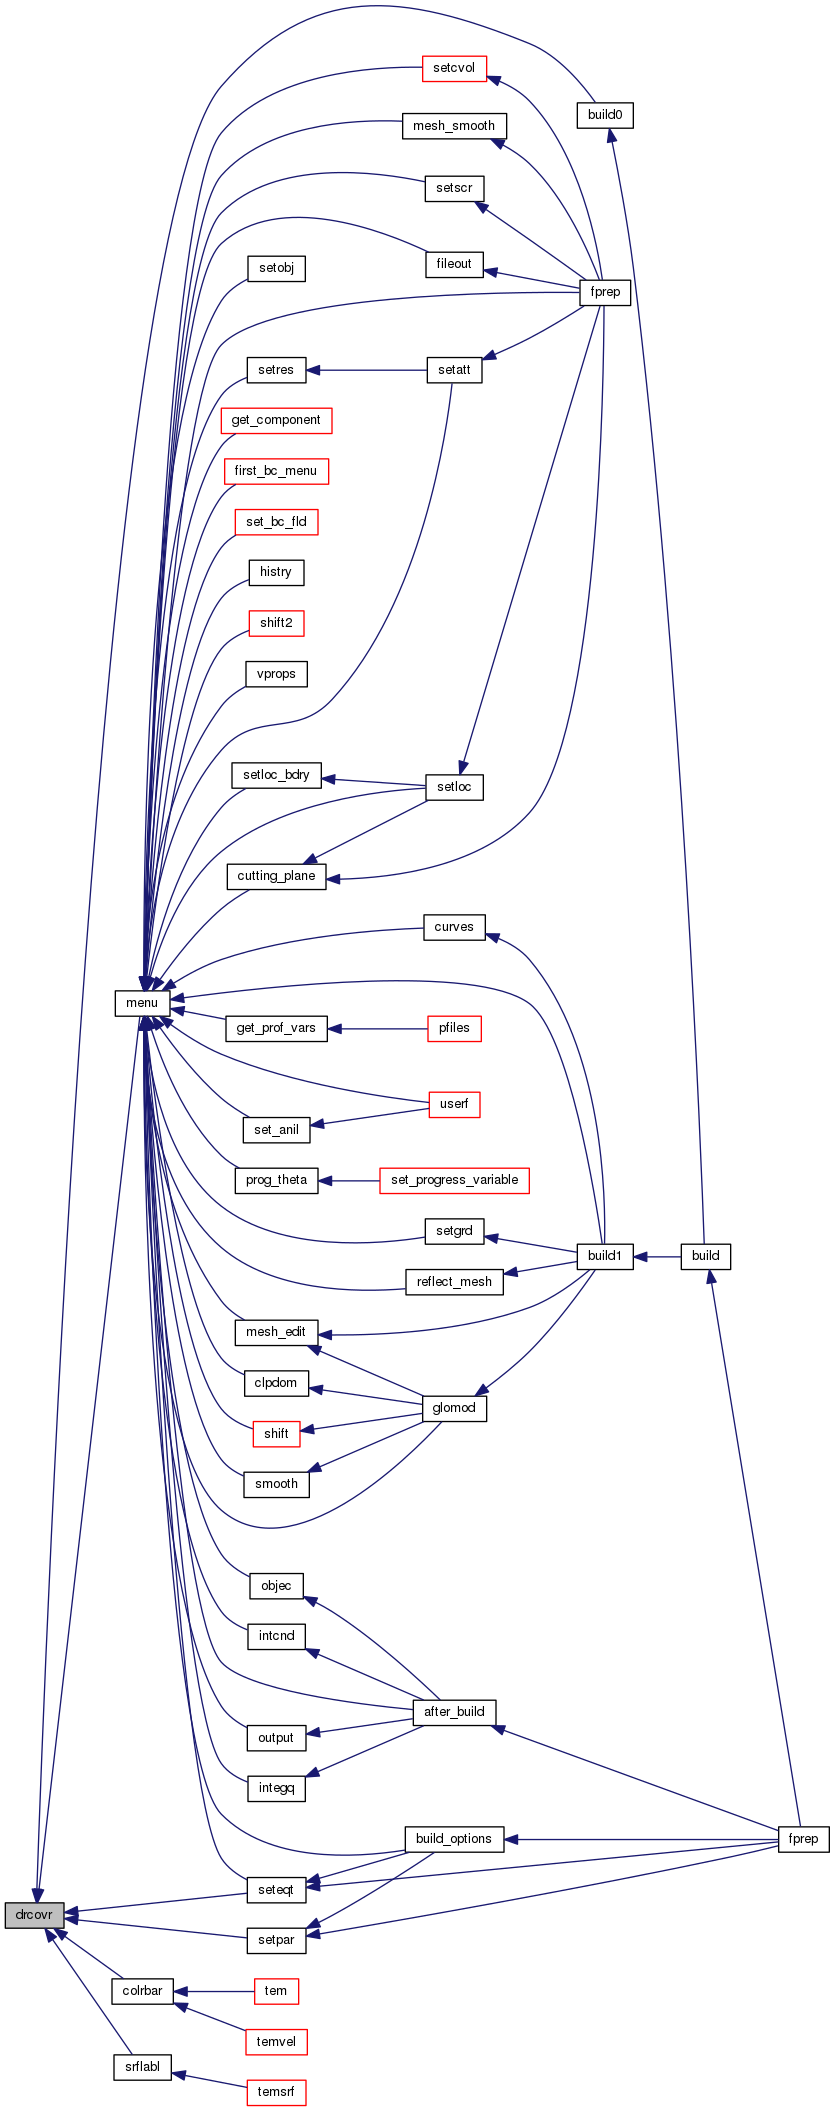 setcvol
build0
mesh_smooth
setscr
fileout
setobj
fprep
setres
setatt
get_component
first_bc_menu
set_bc_fld
histry
shift2
vprops
setloc_bdry
setloc
cutting_plane
curves
menu
get_prof_vars
pfiles
userf
set_anil
prog_theta
set_progress_variable
setgrd
build1
build
reflect_mesh
mesh_edit
clpdom
glomod
shift
smooth
objec
intcnd
after_build
output
integq
build_options
fprep
seteqt
drcovr
setpar
colrbar
tem
temvel
srflabl
temsrf